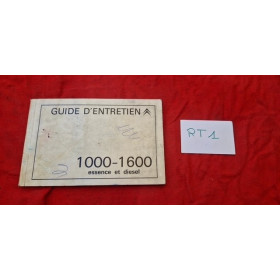 GUIDE D'ENTRETIEN
1000-1600
essence et diesel
RT1